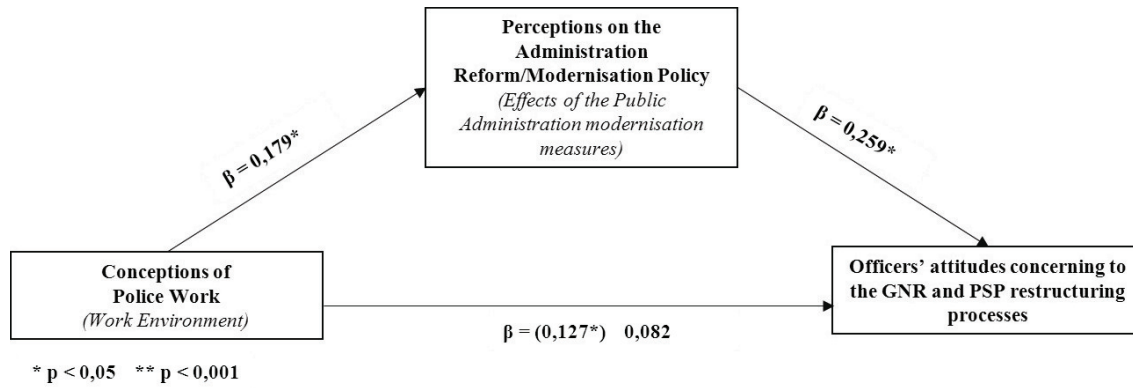 Perceptions on the
Administration
Reform/Modernisation Policy
(Effects of the Public
Administration modernisation
measures)
β = 0,179*
β = 0,259*
Conceptions of
Police Work
(Work Environment)
Officers’ attitudes concerning to
the GNR and PSP restructuring
processes
β = (0,127*) 0,082
* p < 0,05 ** p < 0,001